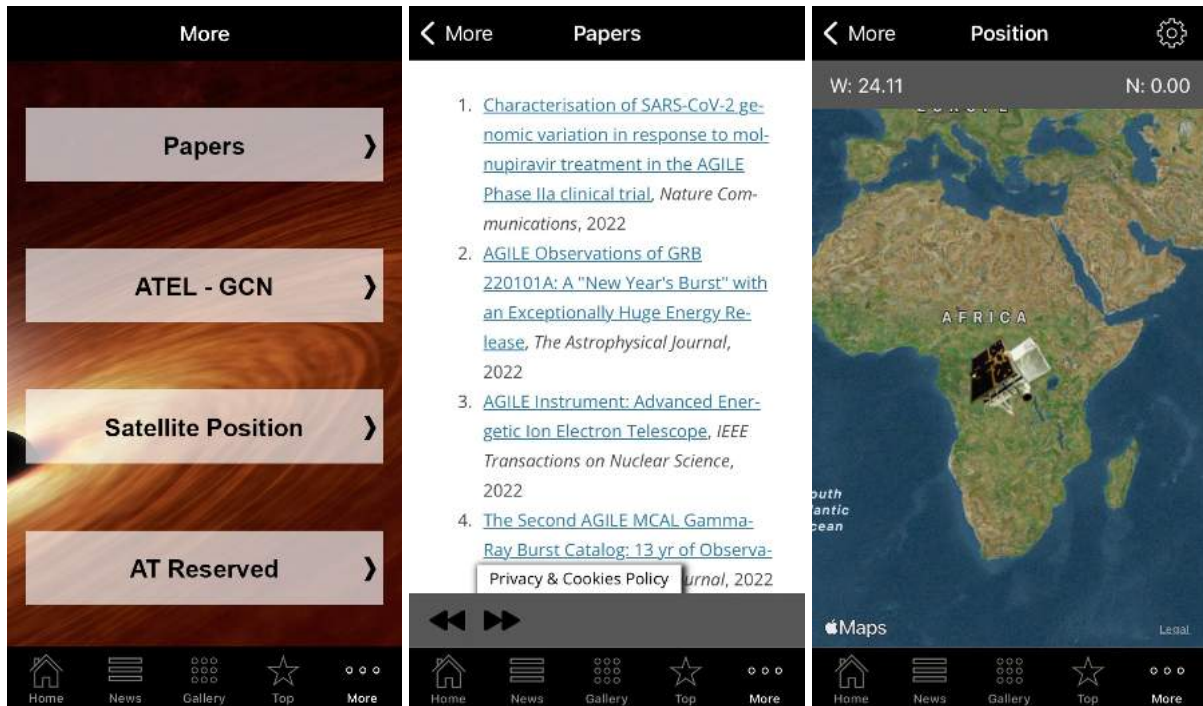 More
Papers
ATEL - GCN
Satellite Position
AT Reserved
Home News Gallery Top More
More Papers
1. Characterisation of SARS-CoV-2 ge-
nomic variation in response to mol-
nupiravir treatment in the AGILE
Phase IIa clinical trial, Nature Com-
munications, 2022
2. AGILE Observations of GRB
220101A: A "New Year's Burst" with
an Exceptionally Huge Energy Re-
lease, The Astrophysical Journal,
2022
3. AGILE Instrument: Advanced Ener-
getic Ion Electron Telescope, IEEE
Transactions on Nuclear Science,
2022
4. The Second AGILE MCAL Gamma-
Ray Burst Catalog: 13 yr of Observa-
urnal, 2022
Privacy & Cookies Policy
Home News Gallery Top More
More Position
W: 24.11 N: 0.00
AFRICA
outh
antic
cean
Maps Legal
Home News Gallery Top More